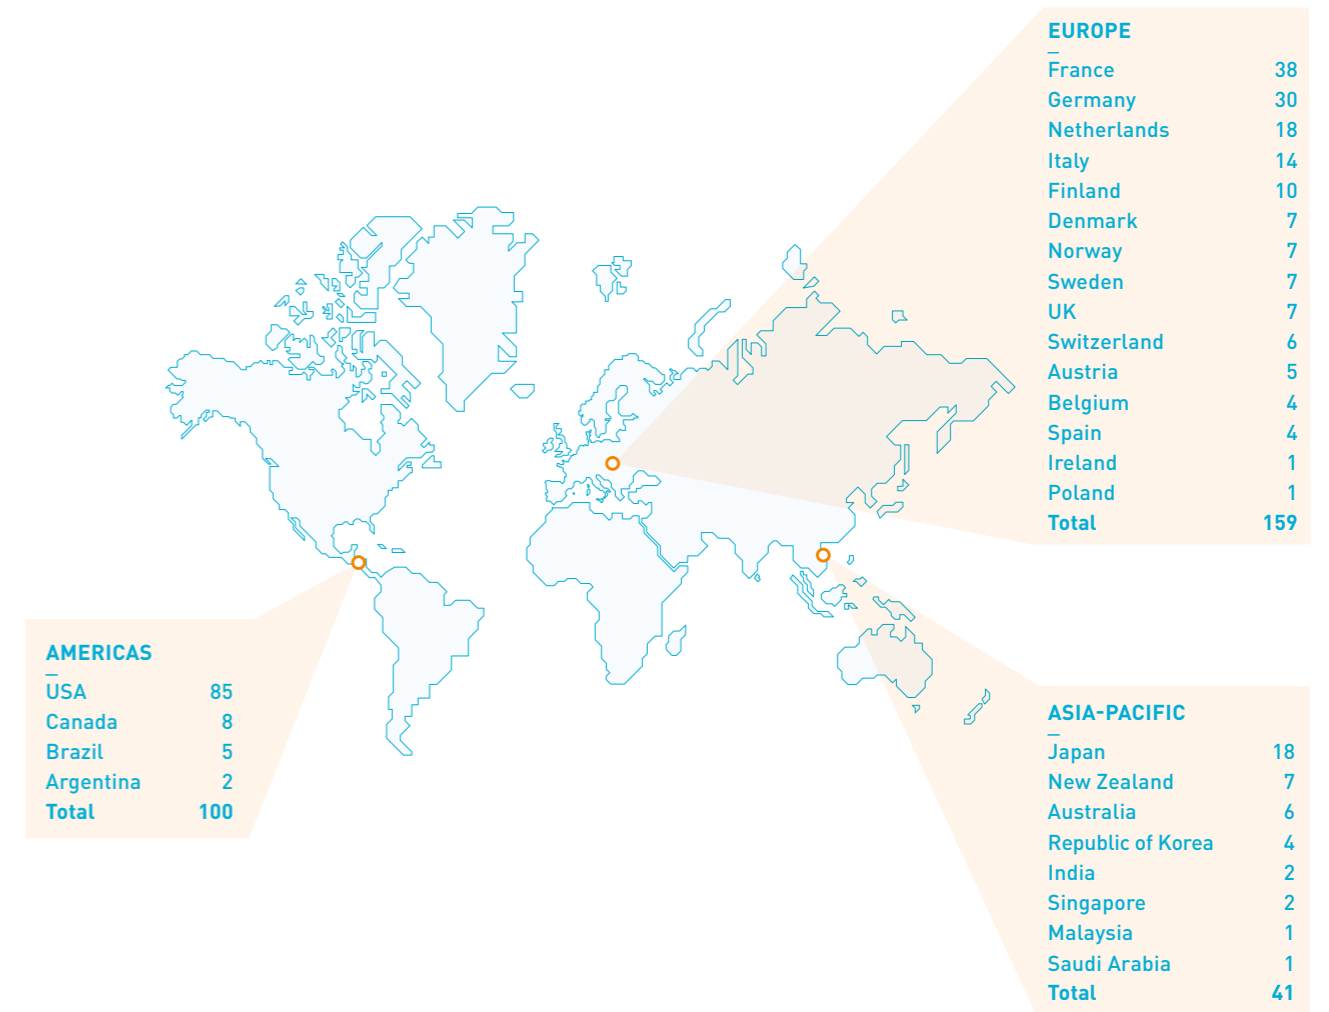 EUROPE
France 38
Germany 30
Netherlands 18
Italy 14
Finland 10
Denmark 7
Norway 7
Sweden 7
UK 7
Switzerland 6
Austria 5
Belgium 4
Spain 4
Ireland 1
Poland 1
Total 159
AMERICAS
USA 85
Canada 8
Brazil 5
Argentina 2
Total 100
ASIA-PACIFIC
Japan 18
New Zealand 7
Australia 6
Republic of Korea 4
India 2
Singapore 2
Malaysia 1
Saudi Arabia 1
Total 41